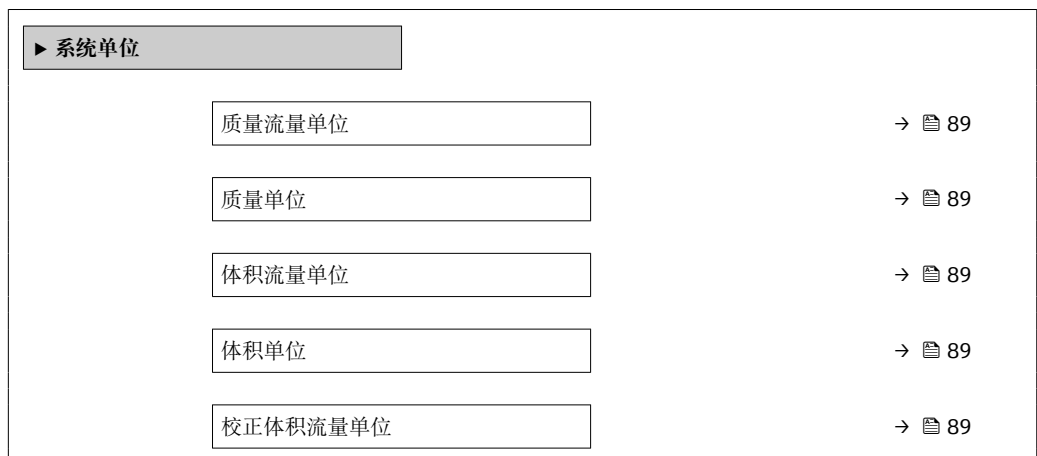 ▶ 系统单位
质量流量单位 → 🗎 89
质量单位 → 🗎 89
体积流量单位 → 🗎 89
体积单位 → 🗎 89
校正体积流量单位 → 🗎 89